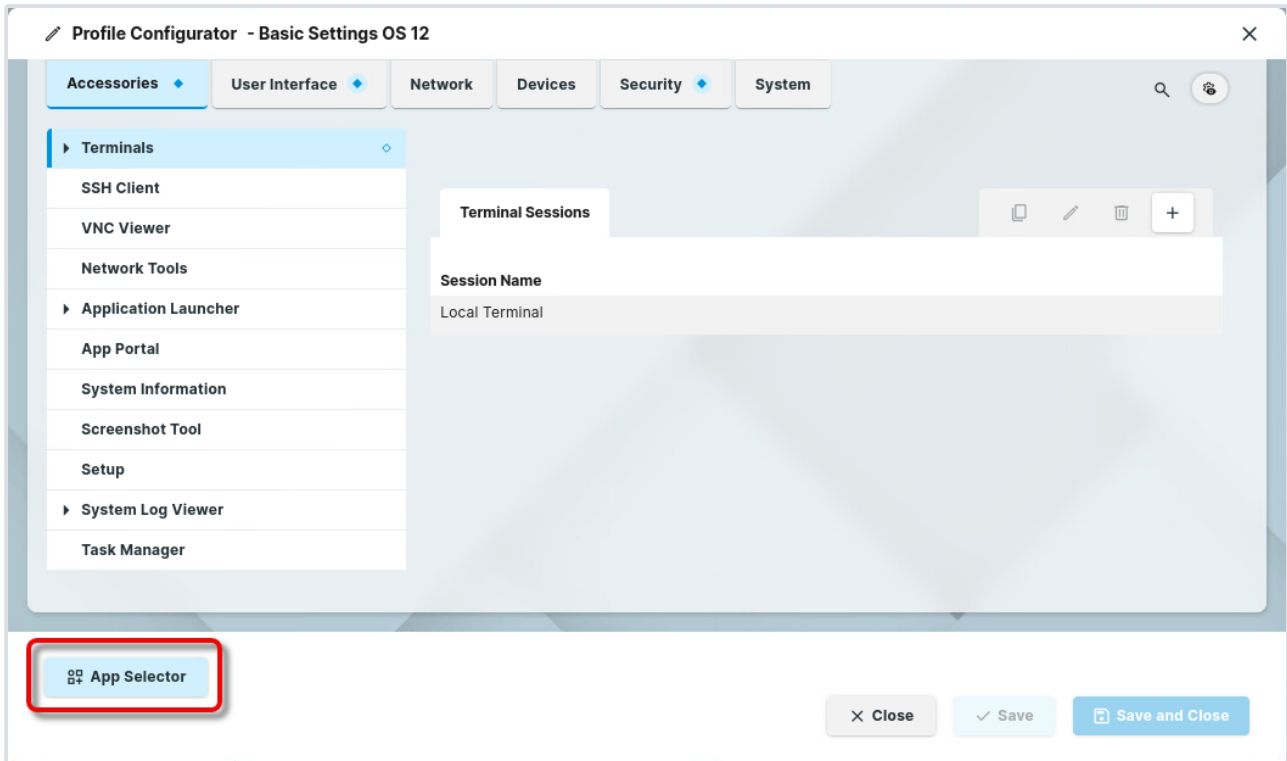 Profile Configurator - Basic Settings OS 12
Accessories
User Interface
Network
Devices
Security
System
Terminals
SSH Client
VNC Viewer
Network Tools
Application Launcher
App Portal
System Information
Screenshot Tool
Setup
System Log Viewer
Task Manager
Terminal Sessions
Session Name
Local Terminal
App Selector
Close
Save
Save and Close